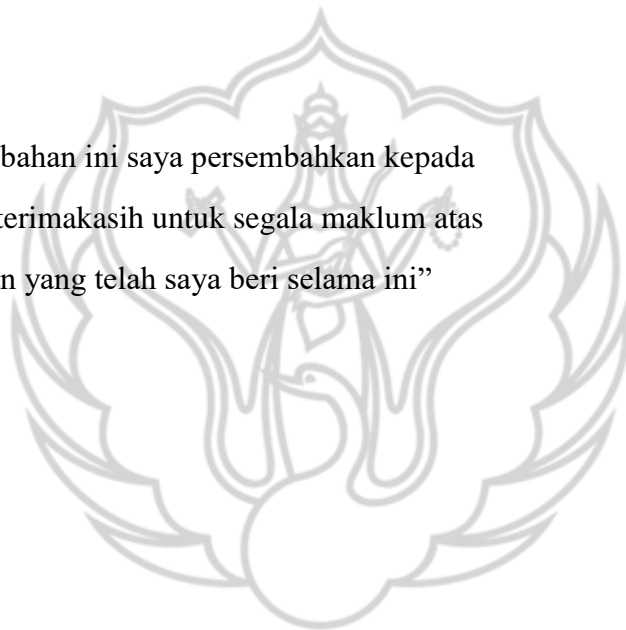 bahan ini saya persembahkan kepada
terimakasih untuk segala maklum atas
n yang telah saya beri selama ini”